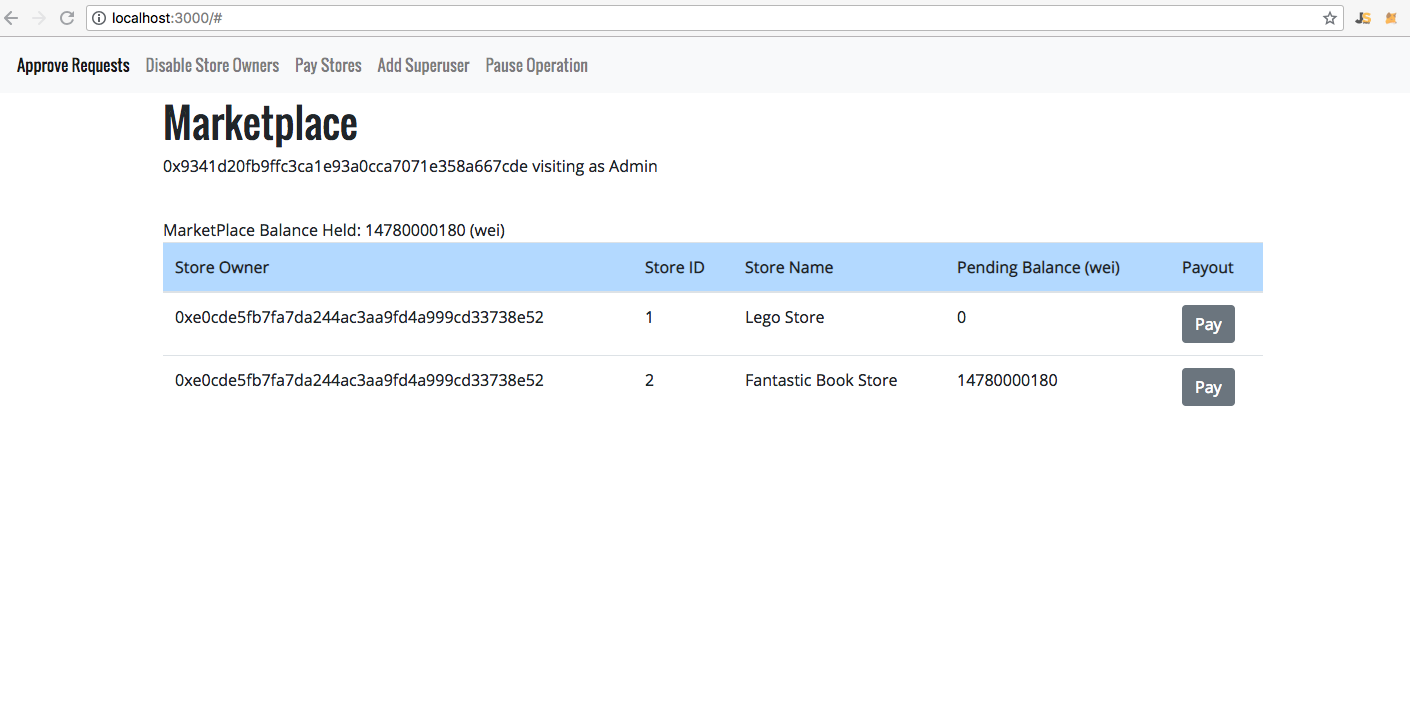 localhost:3000/#
JS
Approve Requests Disable Store Owners Pay Stores Add Superuser Pause Operation
Marketplace
0x9341d20fb9ffc3ca1e93a0cca7071e358a667cde visiting as Admin
MarketPlace Balance Held: 14780000180 (wei)
Store Owner Store ID Store Name Pending Balance (wei) Payout
0xe0cde5fb7fa7da244ac3aa9fd4a999cd33738e52 1 Lego Store 0 Pay
0xe0cde5fb7fa7da244ac3aa9fd4a999cd33738e52 2 Fantastic Book Store 14780000180 Pay